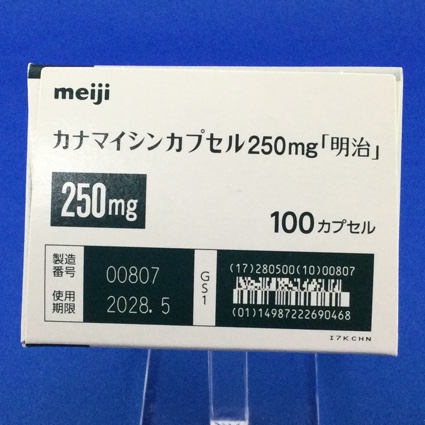 meiji
カナマイシンカプセル250mg「明治」
250mg
100カプセル
製造番号 00807
使用期限 2028.5
GS1
(17)280500(10)00807
(01)14987222690468
I7KCHN